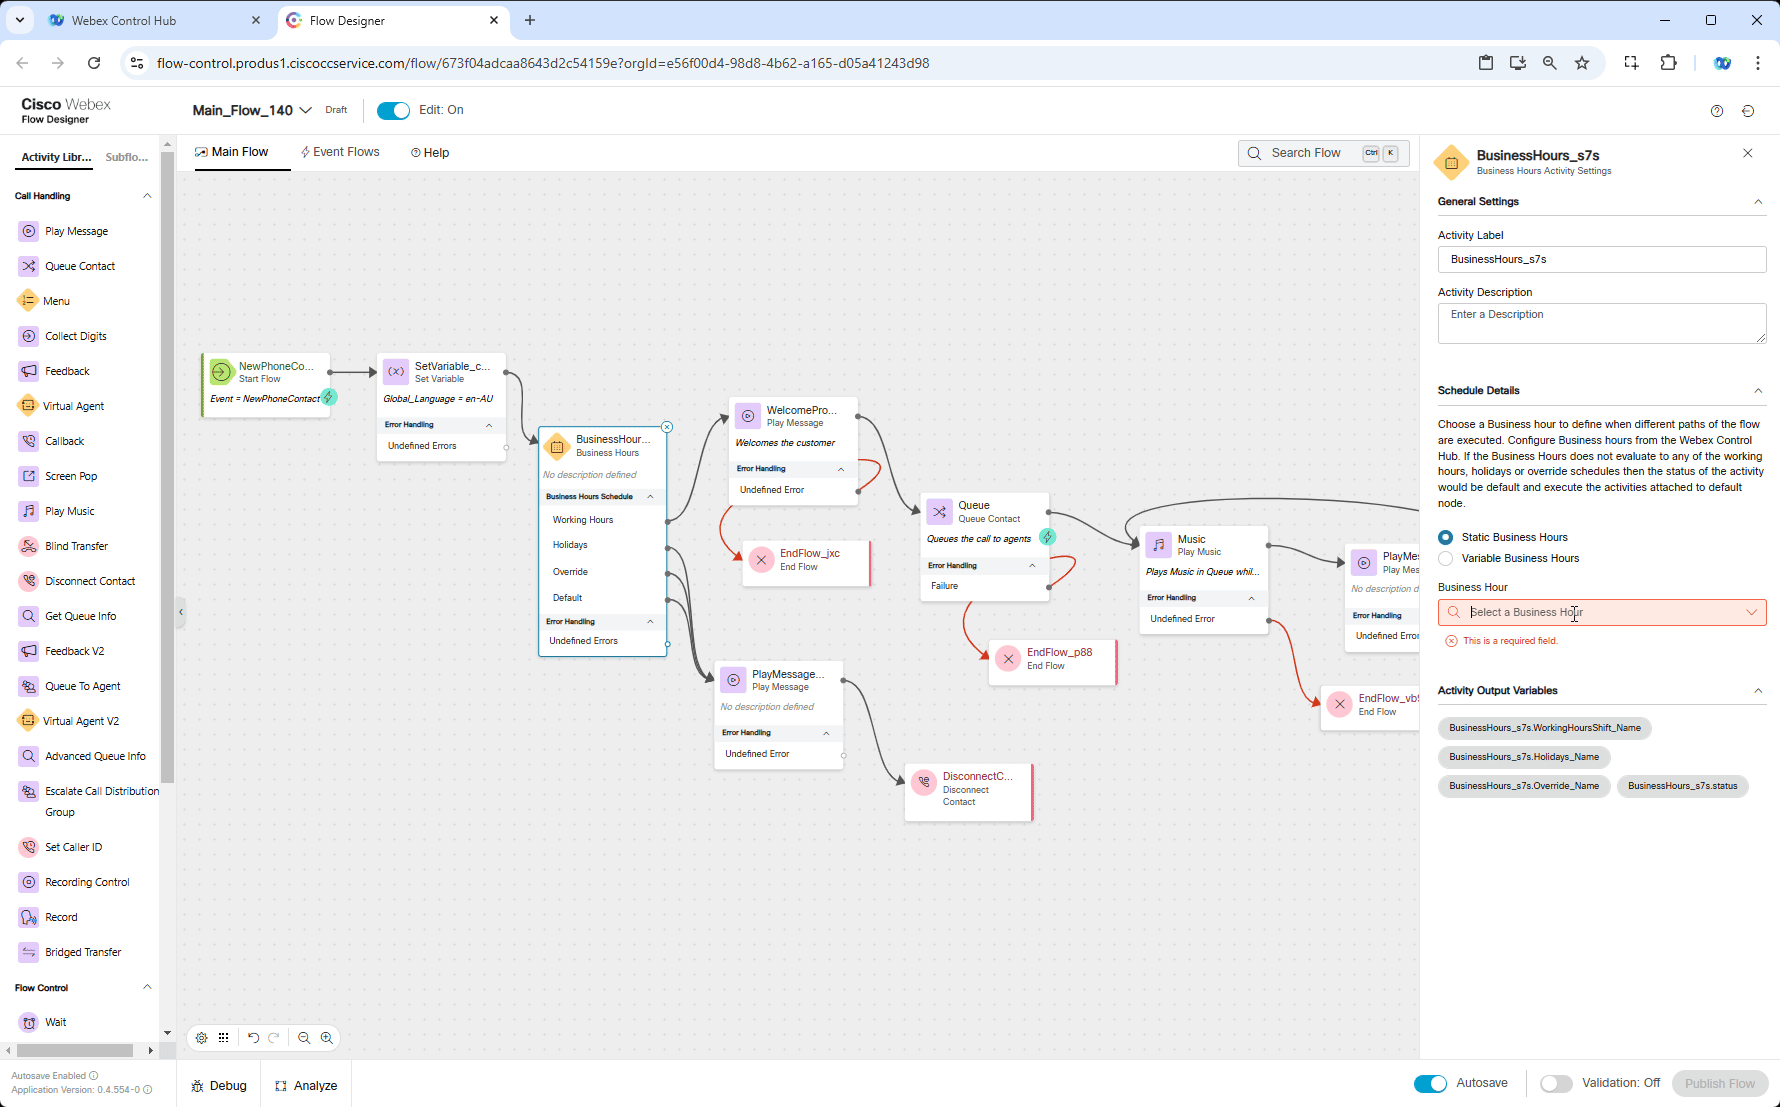 Webex Control Hub
Flow Designer
flow-control.produs1.ciscoccservice.com/flow/673f04adcaa8643d2c54159e?orgId=e56f00d4-98d8-4b62-a165-d05a41243d98
Cisco Webex
Flow Designer
Main_Flow_140
Draft
Edit: On
Activity Libr...
Subflo...
Call Handling
Play Message
Queue Contact
Menu
Collect Digits
Feedback
Virtual Agent
Callback
Screen Pop
Play Music
Blind Transfer
Disconnect Contact
Get Queue Info
Feedback V2
Queue To Agent
Virtual Agent V2
Advanced Queue Info
Escalate Call Distribution
Group
Set Caller ID
Recording Control
Record
Bridged Transfer
Flow Control
Wait
Autosave Enabled
Application Version: 0.4.554-0
Main Flow
Event Flows
Help
Search Flow
Ctrl
K
NewPhoneCo...
Start Flow
Event = NewPhoneContact
SetVariable_c...
Set Variable
Global_Language = en-AU
Error Handling
Undefined Errors
BusinessHour...
Business Hours
No description defined
Business Hours Schedule
Working Hours
Holidays
Override
Default
Error Handling
Undefined Errors
WelcomePro...
Play Message
Welcomes the customer
Error Handling
Undefined Error
EndFlow_jxc
End Flow
PlayMessage...
Play Message
No description defined
Error Handling
Undefined Error
DisconnectC...
Disconnect
Contact
Queue
Queue Contact
Queues the call to agents
Error Handling
Failure
EndFlow_p88
End Flow
Music
Play Music
Plays Music in Queue whil...
Error Handling
Undefined Error
PlayMes
Play Mes
No description d
Error Handling
Undefined Error
End Flow
Debug
Analyze
BusinessHours_s7s
Business Hours Activity Settings
General Settings
Activity Label
BusinessHours_s7s
Activity Description
Enter a Description
Schedule Details
Choose a Business hour to define when different paths of the flow
are executed. Configure Business hours from the Webex Control
Hub. If the Business Hours does not evaluate to any of the working
hours, holidays or override schedules then the status of the activity
would be default and execute the activities attached to default
node.
Static Business Hours
Variable Business Hours
Business Hour
Select a Business Hour
This is a required field.
Activity Output Variables
BusinessHours_s7s.WorkingHoursShift_Name
BusinessHours_s7s.Holidays_Name
BusinessHours_s7s.Override_Name
BusinessHours_s7s.status
Autosave
Validation: Off
Publish Flow